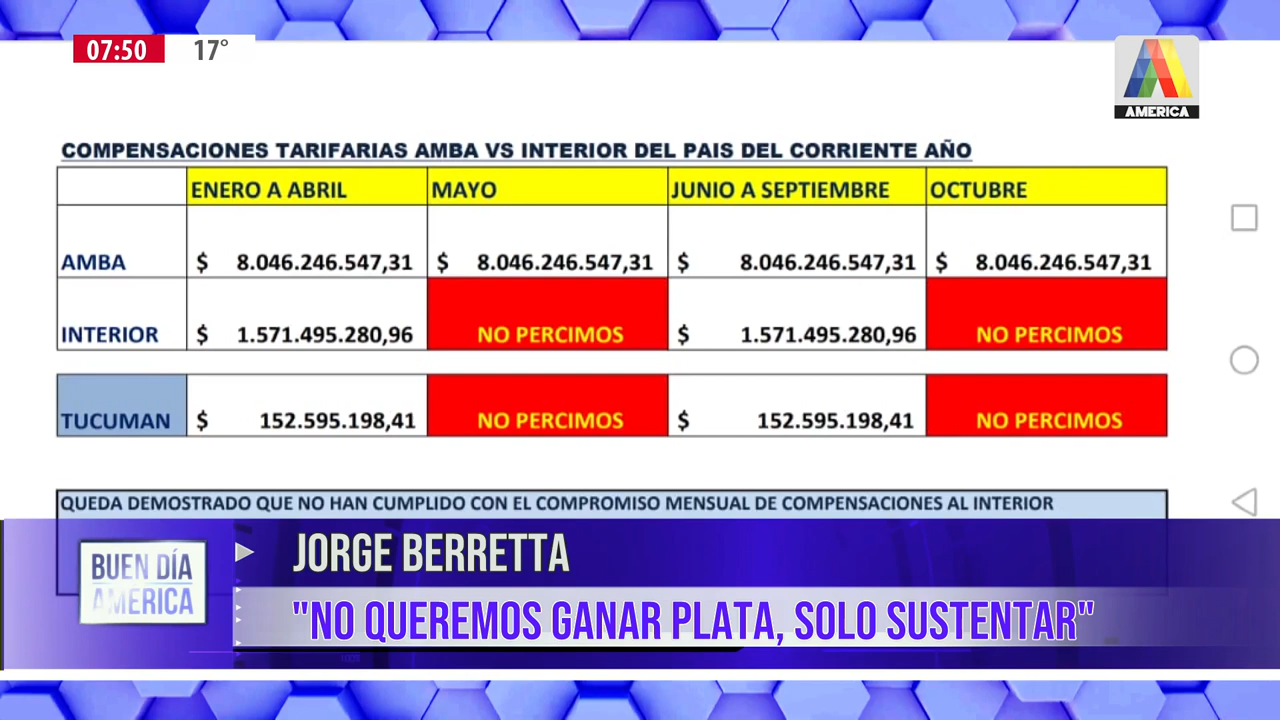 07:50 17°
AMERICA
COMPENSACIONES TARIFARIAS AMBA VS INTERIOR DEL PAIS DEL CORRIENTE AÑO
ENERO A ABRIL MAYO JUNIO A SEPTIEMBRE OCTUBRE
AMBA $ 8.046.246.547,31 $ 8.046.246.547,31 $ 8.046.246.547,31 $ 8.046.246.547,31
INTERIOR $ 1.571.495.280,96 NO PERCIMOS $ 1.571.495.280,96 NO PERCIMOS
TUCUMAN $ 152.595.198,41 NO PERCIMOS $ 152.595.198,41 NO PERCIMOS
QUEDA DEMOSTRADO QUE NO HAN CUMPLIDO CON EL COMPROMISO MENSUAL DE COMPENSACIONES AL INTERIOR
BUEN DÍA
AMERICA
JORGE BERRETTA
"NO QUEREMOS GANAR PLATA, SOLO SUSTENTAR"